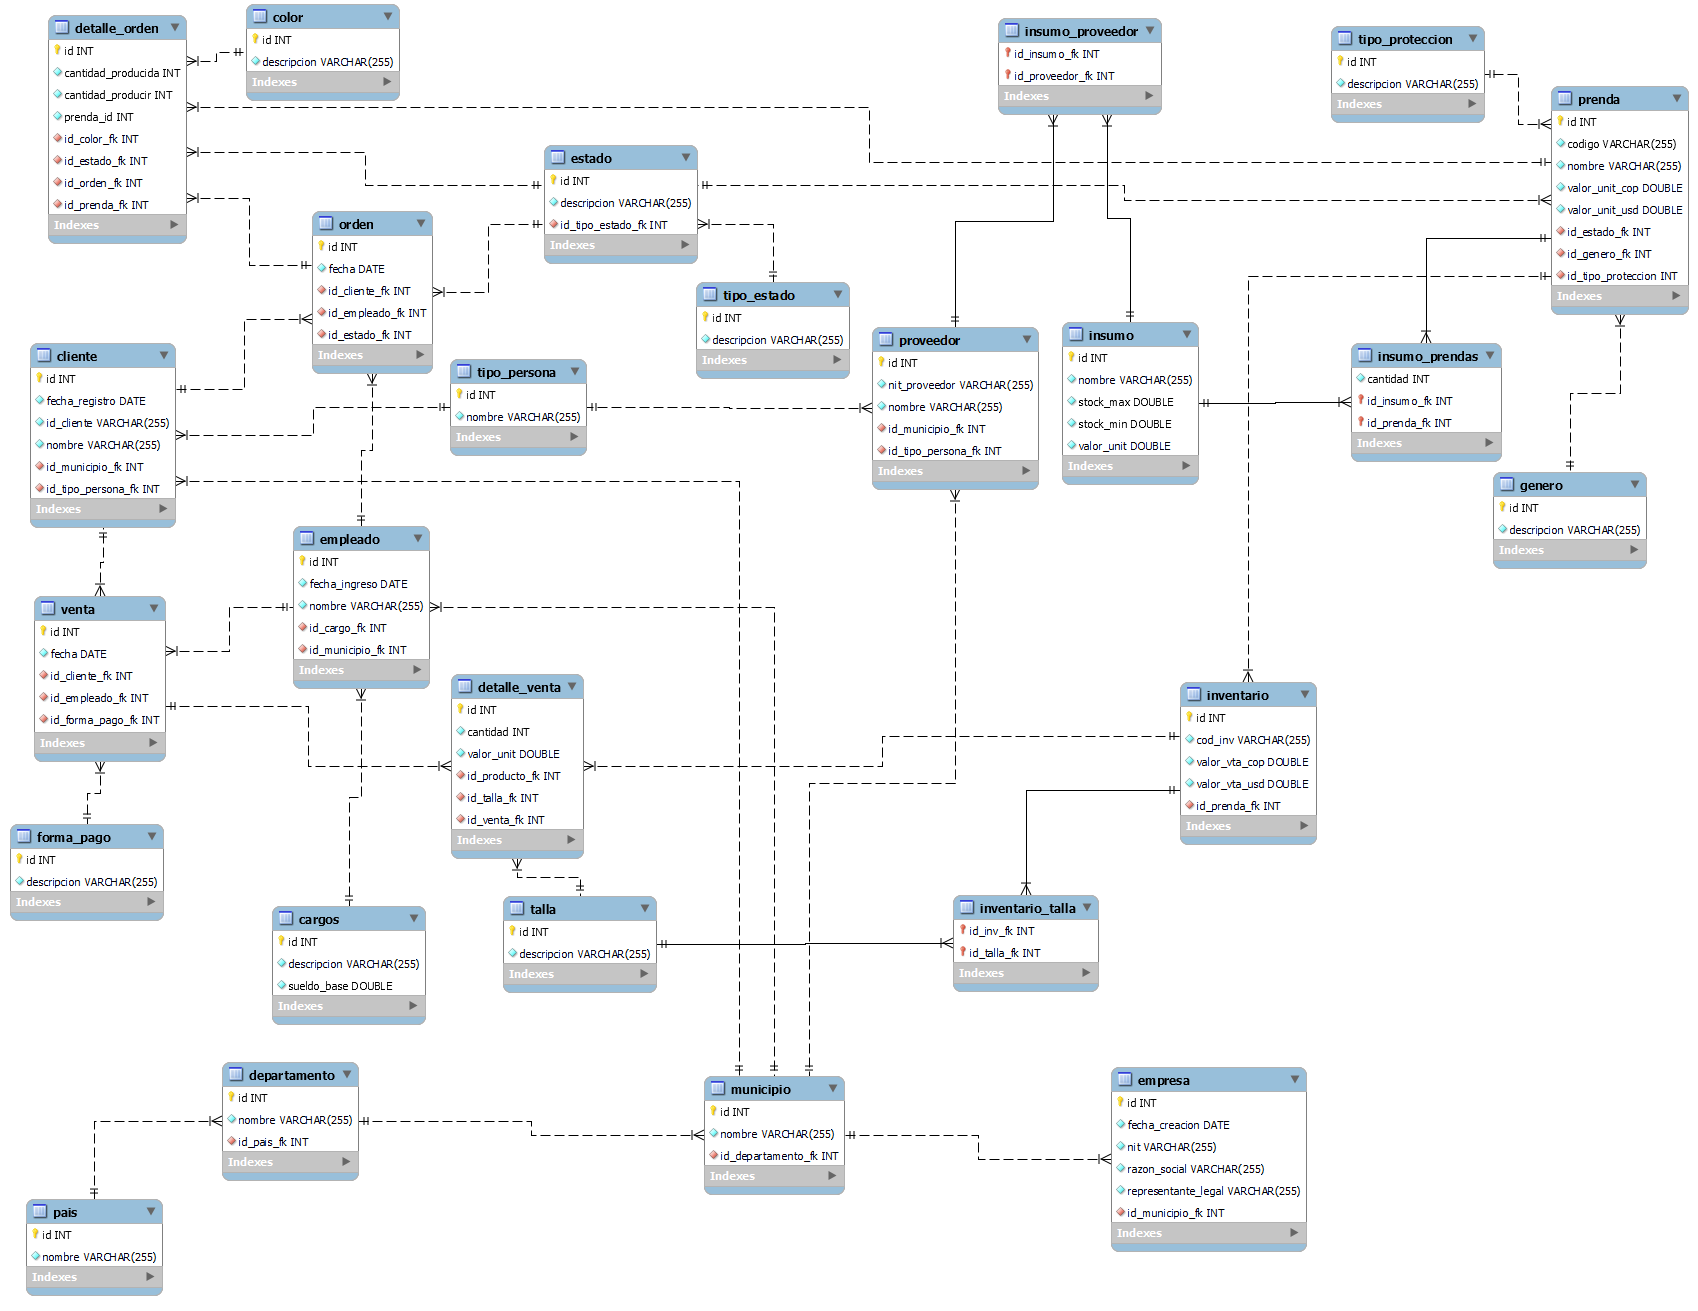 detalle_orden
id INT
cantidad_producida INT
cantidad_producir INT
prenda_id INT
id_color_fk INT
id_estado_fk INT
id_orden_fk INT
id_prenda_fk INT
Indexes
color
id INT
descripcion VARCHAR(255)
Indexes
insumo_proveedor
id_insumo_fk INT
id_proveedor_fk INT
Indexes
tipo_proteccion
id INT
descripcion VARCHAR(255)
Indexes
prenda
id INT
codigo VARCHAR(255)
nombre VARCHAR(255)
valor_unit_cop DOUBLE
valor_unit_usd DOUBLE
id_estado_fk INT
id_genero_fk INT
id_tipo_proteccion INT
Indexes
estado
id INT
descripcion VARCHAR(255)
id_tipo_estado_fk INT
Indexes
orden
id INT
fecha DATE
id_cliente_fk INT
id_empleado_fk INT
id_estado_fk INT
Indexes
tipo_estado
id INT
descripcion VARCHAR(255)
Indexes
cliente
id INT
fecha_registro DATE
id_cliente VARCHAR(255)
nombre VARCHAR(255)
id_municipio_fk INT
id_tipo_persona_fk INT
Indexes
tipo_persona
id INT
nombre VARCHAR(255)
Indexes
proveedor
id INT
nit_proveedor VARCHAR(255)
nombre VARCHAR(255)
id_municipio_fk INT
id_tipo_persona_fk INT
Indexes
insumo
id INT
nombre VARCHAR(255)
stock_max DOUBLE
stock_min DOUBLE
valor_unit DOUBLE
Indexes
insumo_prendas
cantidad INT
id_insumo_fk INT
id_prenda_fk INT
Indexes
genero
id INT
descripcion VARCHAR(255)
Indexes
empleado
id INT
fecha_ingreso DATE
nombre VARCHAR(255)
id_cargo_fk INT
id_municipio_fk INT
Indexes
venta
id INT
fecha DATE
id_cliente_fk INT
id_empleado_fk INT
id_forma_pago_fk INT
Indexes
detalle_venta
id INT
cantidad INT
valor_unit DOUBLE
id_producto_fk INT
id_talla_fk INT
id_venta_fk INT
Indexes
inventario
id INT
cod_inv VARCHAR(255)
valor_vta_cop DOUBLE
valor_vta_usd DOUBLE
id_prenda_fk INT
Indexes
forma_pago
id INT
descripcion VARCHAR(255)
Indexes
cargos
id INT
descripcion VARCHAR(255)
sueldo_base DOUBLE
Indexes
talla
id INT
descripcion VARCHAR(255)
Indexes
inventario_talla
id_inv_fk INT
id_talla_fk INT
Indexes
departamento
id INT
nombre VARCHAR(255)
id_pais_fk INT
Indexes
municipio
id INT
nombre VARCHAR(255)
id_departamento_fk INT
Indexes
empresa
id INT
fecha_creacion DATE
nit VARCHAR(255)
razon_social VARCHAR(255)
representante_legal VARCHAR(255)
id_municipio_fk INT
Indexes
pais
id INT
nombre VARCHAR(255)
Indexes